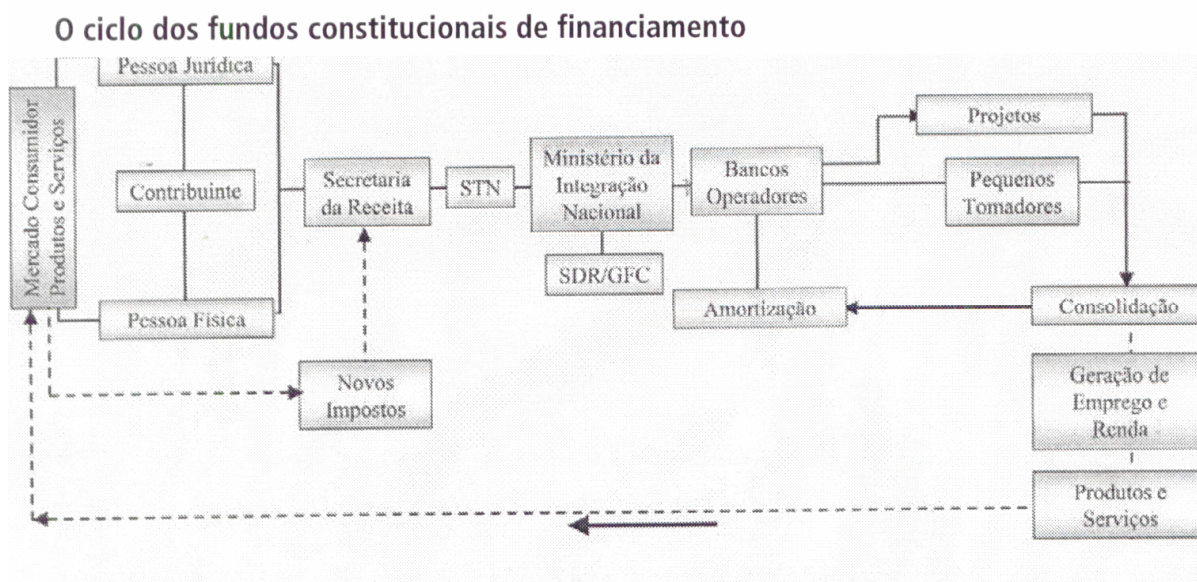 O ciclo dos fundos constitucionais de financiamento
Pessoa Jurídica
Mercado Consumidor
Produtos e Serviços
Contribuinte
Pessoa Física
Secretaria
da Receita
STN
Ministério da
Integração
Nacional
SDR/GFC
Bancos
Operadores
Projetos
Pequenos
Tomadores
Amortização
Consolidação
Novos
Impostos
Geração de
Emprego e
Renda
Produtos e
Serviços